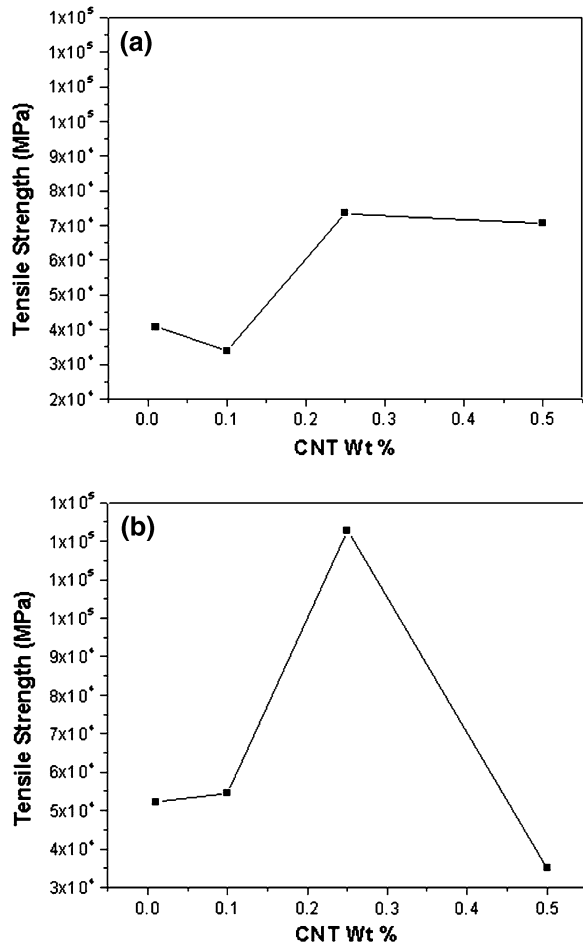 (a)
Tensile Strength (MPa)
1x10⁵
1x10⁵
1x10⁵
1x10⁵
9x10⁴
8x10⁴
7x10⁴
6x10⁴
5x10⁴
4x10⁴
3x10⁴
2x10⁴
0.0 0.1 0.2 0.3 0.4 0.5
CNT Wt %
(b)
Tensile Strength (MPa)
1x10⁵
1x10⁵
1x10⁵
1x10⁵
9x10⁴
8x10⁴
7x10⁴
6x10⁴
5x10⁴
4x10⁴
3x10⁴
0.0 0.1 0.2 0.3 0.4 0.5
CNT Wt %